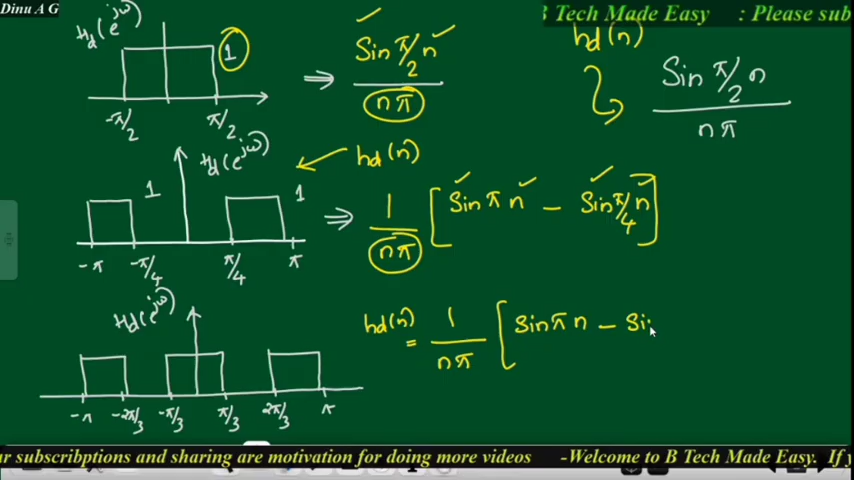 Dinu A G
B Tech Made Easy : Please sub
Hd(e^jω)
1
-π/2 π/2
⇒ Sin π/2 n / nπ
hd(n)
Sin π/2 n / nπ
Hd(e^jω)
hd(n)
1 1
-π -π/4 π/4 π
⇒ 1/nπ [Sin π n - Sin π/4 n]
Hd(e^jω)
-π -2π/3 -π/3 π/3 2π/3 π
hd(n) = 1/nπ [Sin π n - Si
ur subscribptions and sharing are motivation for doing more videos -Welcome to B Tech Made Easy. If y